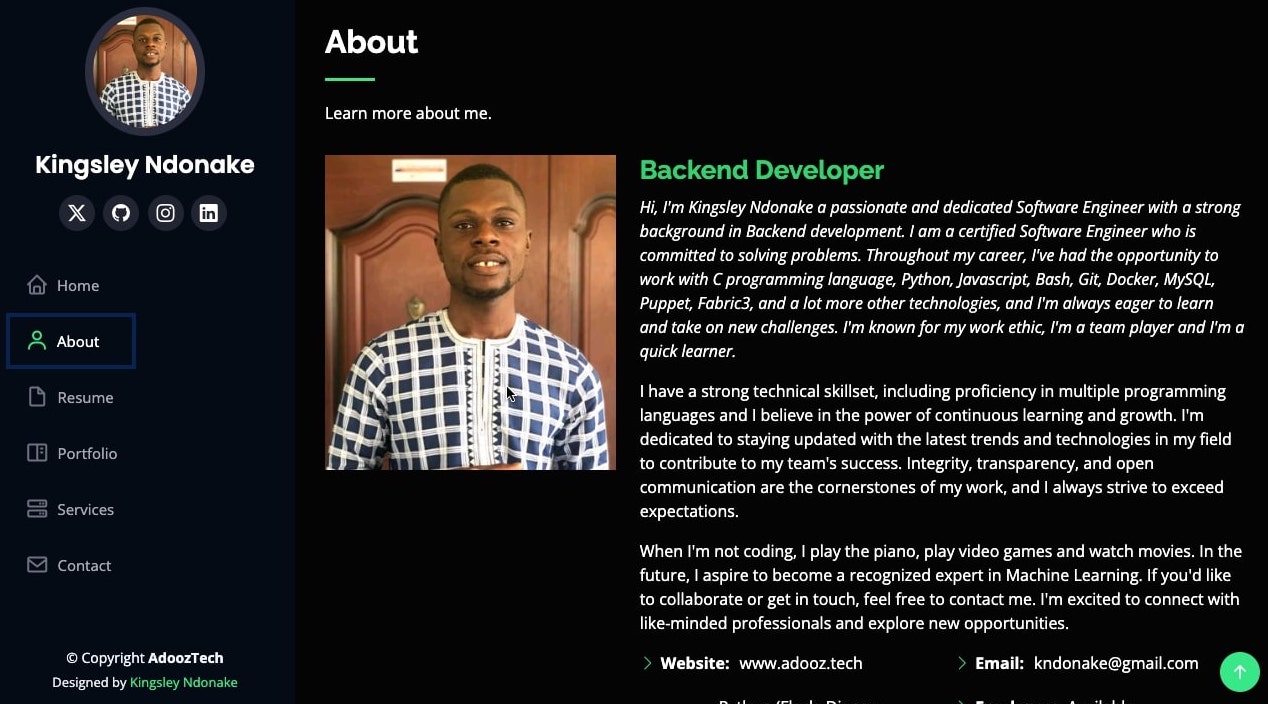 Kingsley Ndonake
Home
About
Resume
Portfolio
Services
Contact
© Copyright AdoozTech
Designed by Kingsley Ndonake
About
Learn more about me.
Backend Developer
Hi, I'm Kingsley Ndonake a passionate and dedicated Software Engineer with a strong
background in Backend development. I am a certified Software Engineer who is
committed to solving problems. Throughout my career, I've had the opportunity to
work with C programming language, Python, Javascript, Bash, Git, Docker, MySQL,
Puppet, Fabric3, and a lot more other technologies, and I'm always eager to learn
and take on new challenges. I'm known for my work ethic, I'm a team player and I'm a
quick learner.
I have a strong technical skillset, including proficiency in multiple programming
languages and I believe in the power of continuous learning and growth. I'm
dedicated to staying updated with the latest trends and technologies in my field
to contribute to my team's success. Integrity, transparency, and open
communication are the cornerstones of my work, and I always strive to exceed
expectations.
When I'm not coding, I play the piano, play video games and watch movies. In the
future, I aspire to become a recognized expert in Machine Learning. If you'd like
to collaborate or get in touch, feel free to contact me. I'm excited to connect with
like-minded professionals and explore new opportunities.
Website: www.adooz.tech
Email: kndonake@gmail.com